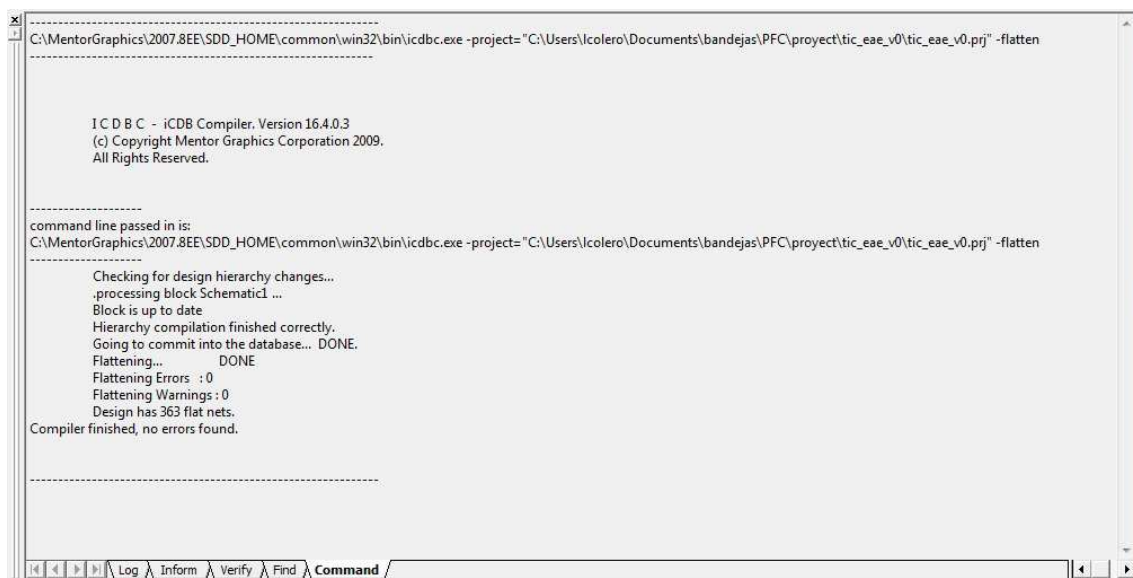 --------------------------------------------------------------
C:\MentorGraphics\2007.8EE\SDD_HOME\common\win32\bin\icdbc.exe -project="C:\Users\lcolero\Documents\bandejas\PFC\proyect\tic_eae_v0\tic_eae_v0.prj" -flatten
-------------------------------------------------------------
I C D B C - iCDB Compiler. Version 16.4.0.3
(c) Copyright Mentor Graphics Corporation 2009.
All Rights Reserved.
--------------------
command line passed in is:
C:\MentorGraphics\2007.8EE\SDD_HOME\common\win32\bin\icdbc.exe -project="C:\Users\lcolero\Documents\bandejas\PFC\proyect\tic_eae_v0\tic_eae_v0.prj" -flatten
--------------------
Checking for design hierarchy changes...
.processing block Schematic1 ...
Block is up to date
Hierarchy compilation finished correctly.
Going to commit into the database... DONE.
Flattening... DONE
Flattening Errors : 0
Flattening Warnings : 0
Design has 363 flat nets.
Compiler finished, no errors found.
--------------------------------------------------------------
Log Inform Verify Find Command